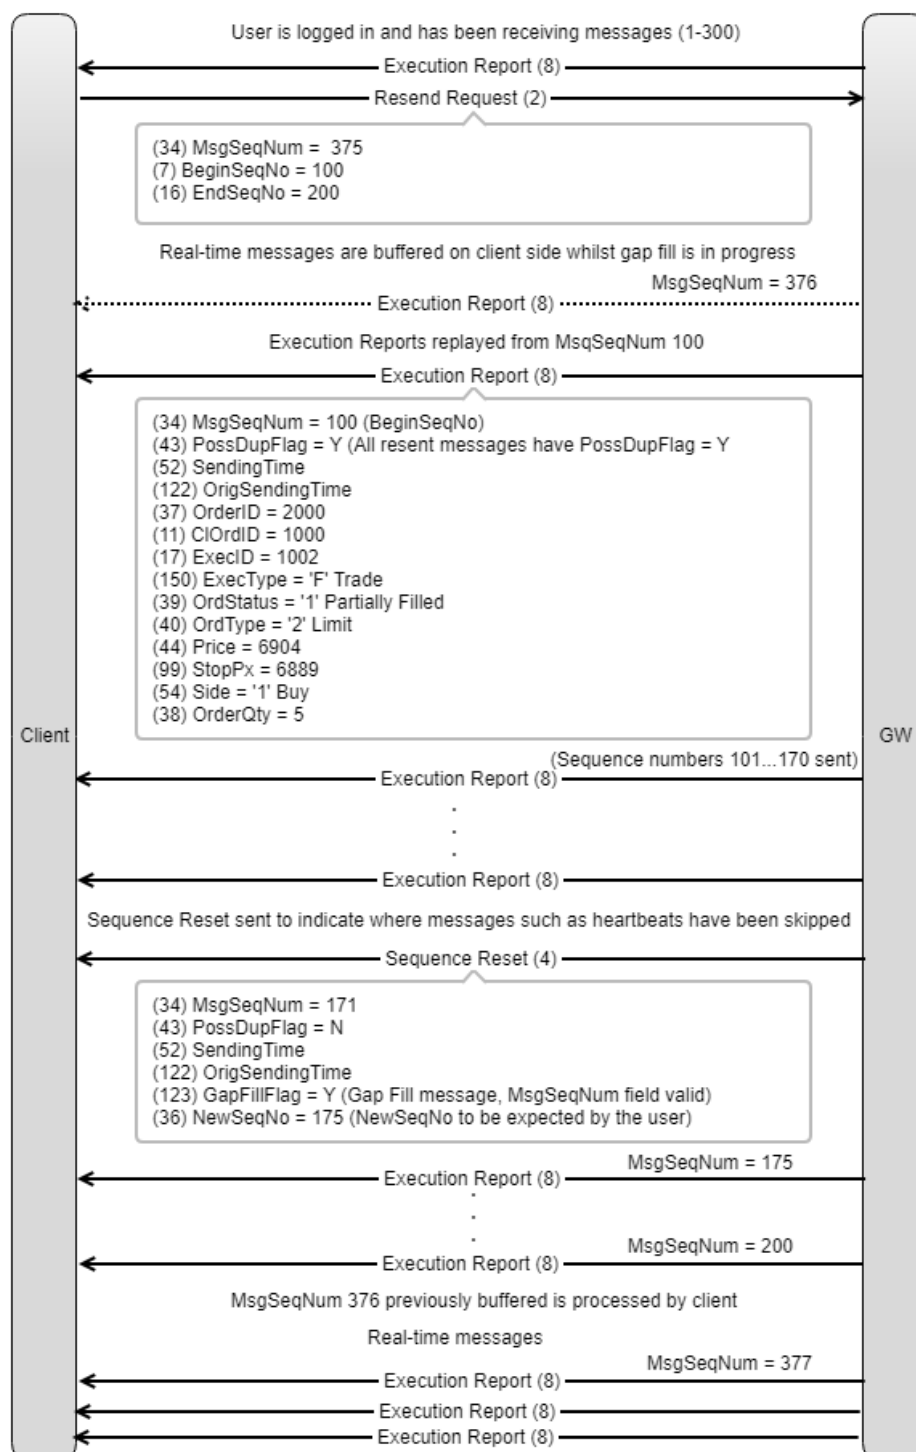 User is logged in and has been receiving messages (1-300)
Execution Report (8)
Resend Request (2)
(34) MsgSeqNum = 375
(7) BeginSeqNo = 100
(16) EndSeqNo = 200
Real-time messages are buffered on client side whilst gap fill is in progress
MsgSeqNum = 376
Execution Report (8)
Execution Reports replayed from MsqSeqNum 100
Execution Report (8)
(34) MsgSeqNum = 100 (BeginSeqNo)
(43) PossDupFlag = Y (All resent messages have PossDupFlag = Y
(52) SendingTime
(122) OrigSendingTime
(37) OrderID = 2000
(11) ClOrdID = 1000
(17) ExecID = 1002
(150) ExecType = 'F' Trade
(39) OrdStatus = '1' Partially Filled
(40) OrdType = '2' Limit
(44) Price = 6904
(99) StopPx = 6889
(54) Side = '1' Buy
(38) OrderQty = 5
Client
GW
(Sequence numbers 101...170 sent)
Execution Report (8)
.
.
.
Execution Report (8)
Sequence Reset sent to indicate where messages such as heartbeats have been skipped
Sequence Reset (4)
(34) MsgSeqNum = 171
(43) PossDupFlag = N
(52) SendingTime
(122) OrigSendingTime
(123) GapFillFlag = Y (Gap Fill message, MsgSeqNum field valid)
(36) NewSeqNo = 175 (NewSeqNo to be expected by the user)
MsgSeqNum = 175
Execution Report (8)
.
.
.
MsgSeqNum = 200
Execution Report (8)
MsgSeqNum 376 previously buffered is processed by client
Real-time messages
MsgSeqNum = 377
Execution Report (8)
Execution Report (8)
Execution Report (8)